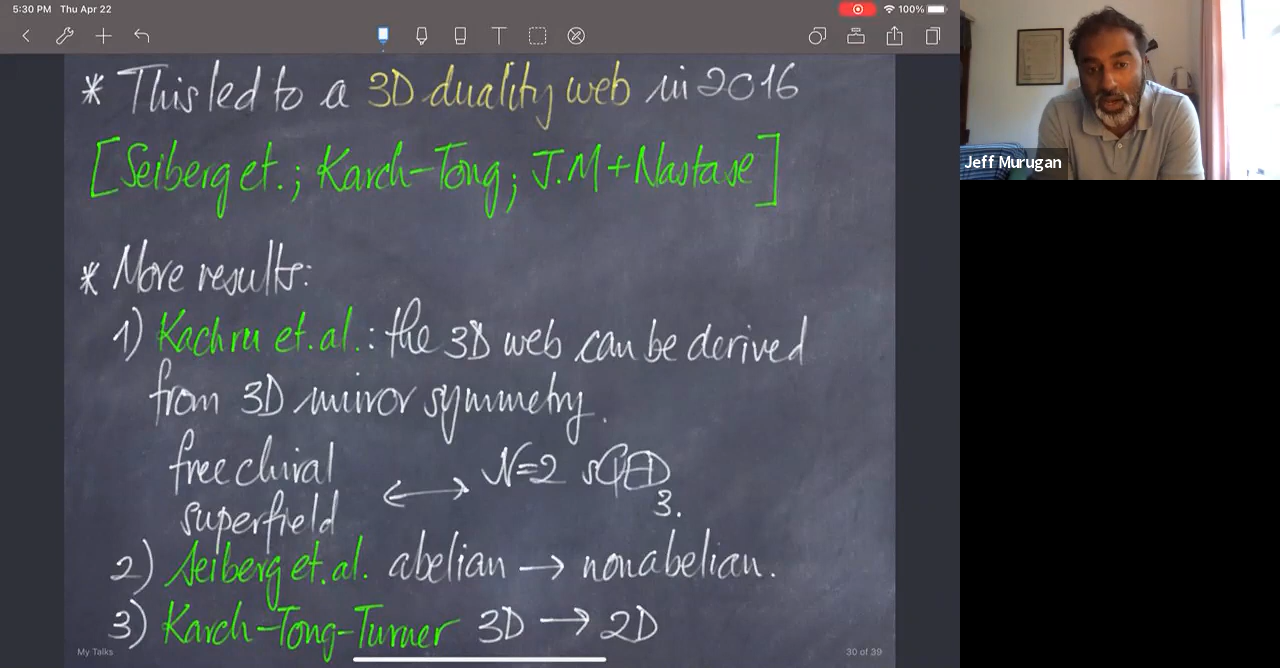 5:30 PM Thu Apr 22
100%
* This led to a 3D duality web in 2016
[Seiberg et.; Karch-Tong; J.M+Nastase]
* More results:
1) Kachru et.al.: the 3D web can be derived
from 3D mirror symmetry.
free chiral
superfield ↔ N=2 sQED3.
2) Seiberg et.al. abelian → nonabelian.
3) Karch-Tong-Turner 3D → 2D
My Talks
30 of 39
Jeff Murugan